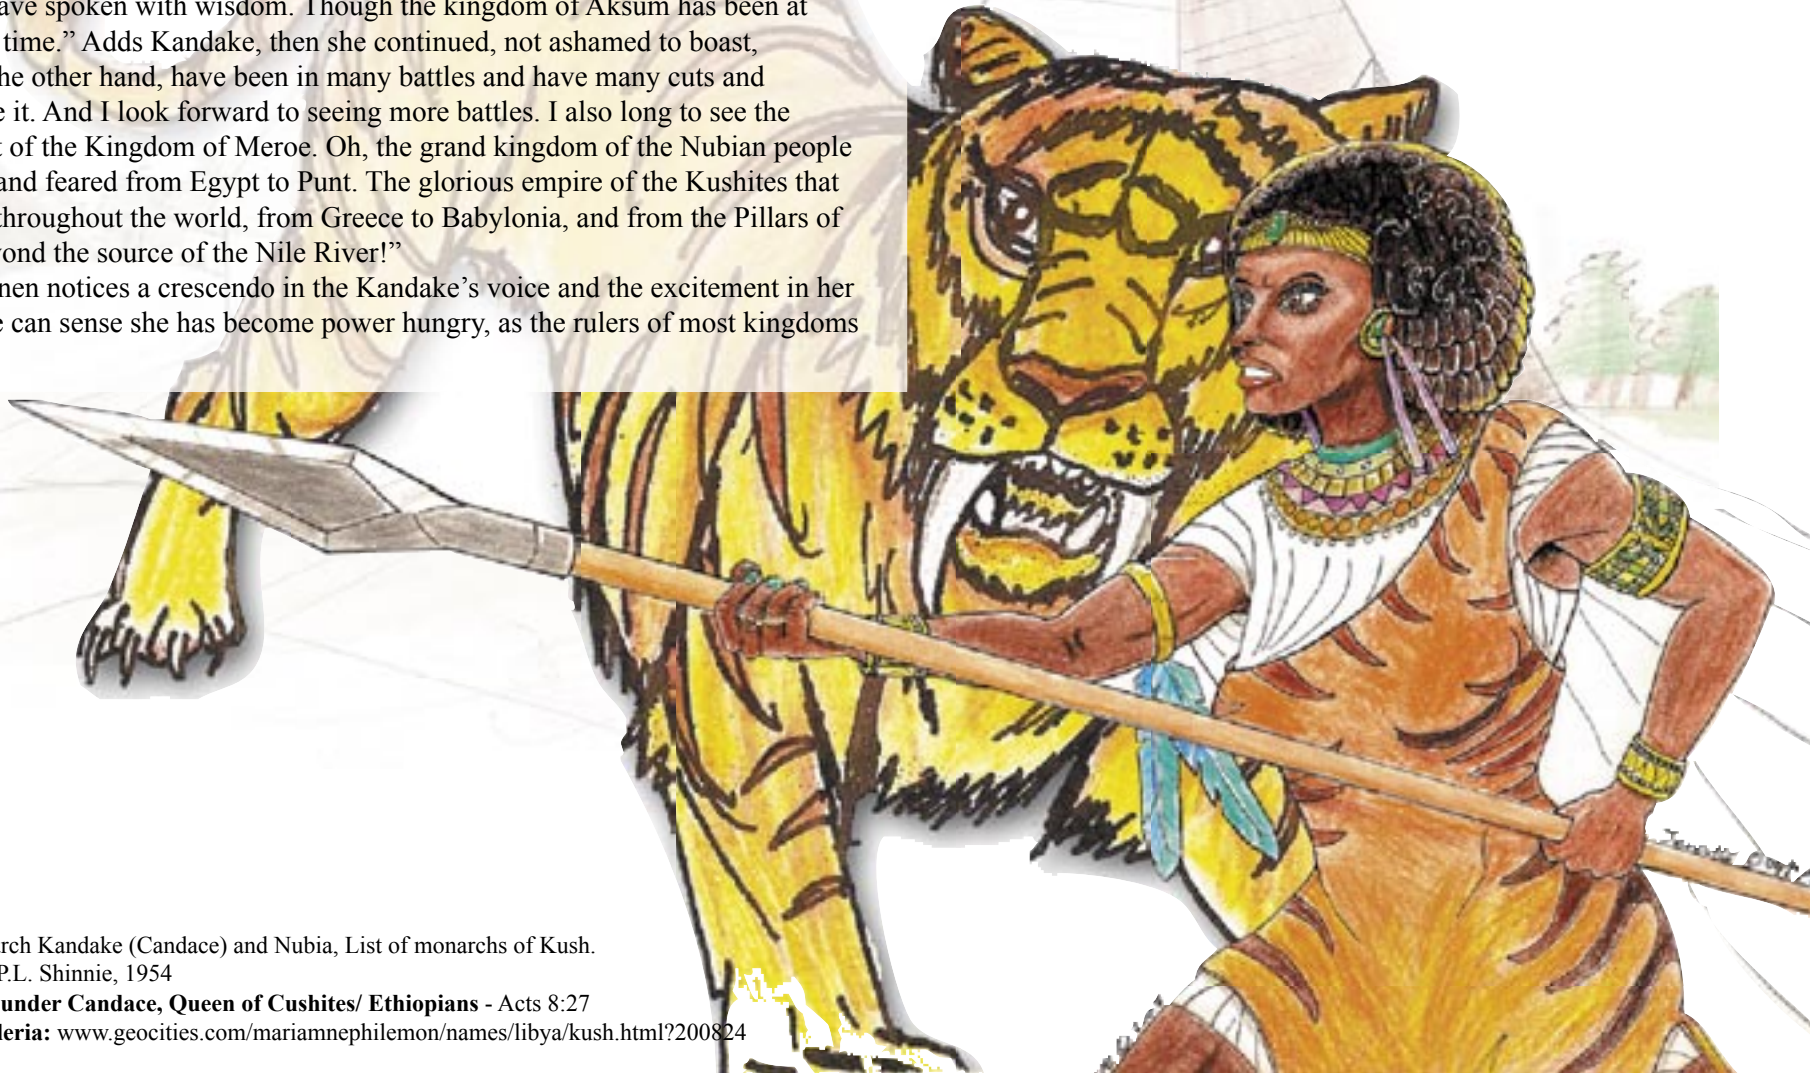 ave spoken with wisdom. Though the kingdom of Aksum has been at
time.” Adds Kandake, then she continued, not ashamed to boast,
he other hand, have been in many battles and have many cuts and
e it. And I look forward to seeing more battles. I also long to see the
t of the Kingdom of Meroe. Oh, the grand kingdom of the Nubian people
and feared from Egypt to Punt. The glorious empire of the Kushites that
throughout the world, from Greece to Babylonia, and from the Pillars of
yond the source of the Nile River!”
nen notices a crescendo in the Kandake’s voice and the excitement in her
e can sense she has become power hungry, as the rulers of most kingdoms
arch Kandake (Candace) and Nubia, List of monarchs of Kush.
P.L. Shinnie, 1954
under Candace, Queen of Cushites/ Ethiopians - Acts 8:27
leria: www.geocities.com/mariamnephilemon/names/libya/kush.html?200824